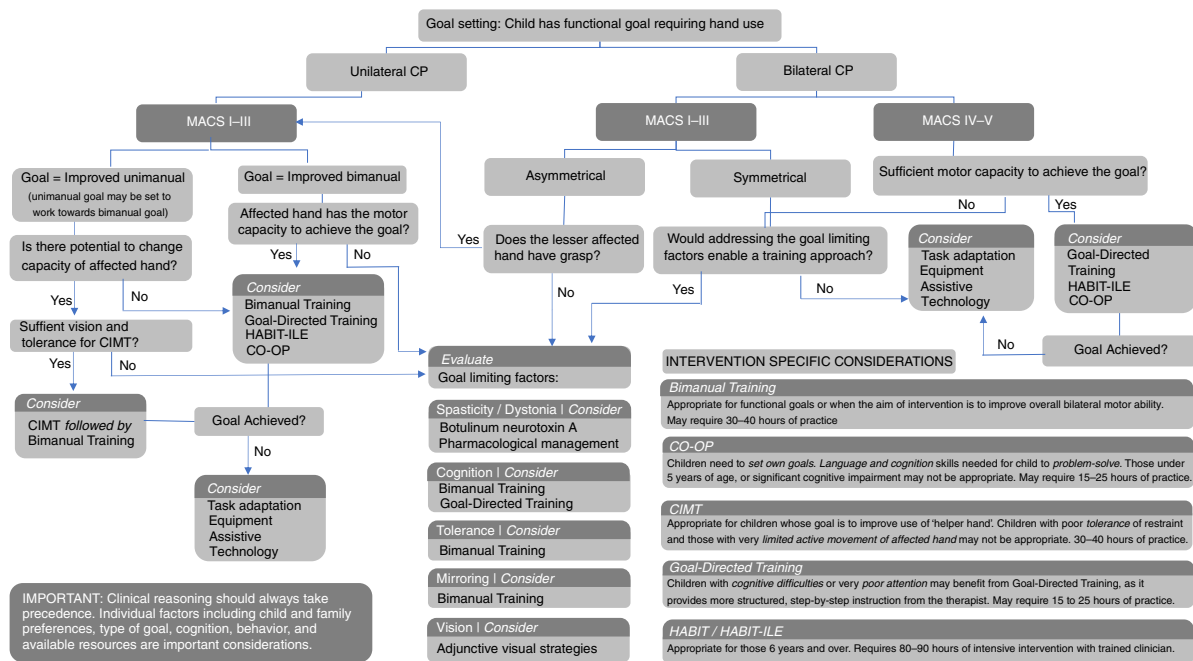 Goal setting: Child has functional goal requiring hand use
Unilateral CP
Bilateral CP
MACS I–III
MACS I–III
MACS IV–V
Goal = Improved unimanual
(unimanual goal may be set to
work towards bimanual goal)
Goal = Improved bimanual
Asymmetrical
Symmetrical
Sufficient motor capacity to achieve the goal?
No
Yes
Affected hand has the motor
capacity to achieve the goal?
Is there potential to change
capacity of affected hand?
Yes
No
Yes
Does the lesser affected
hand have grasp?
Would addressing the goal limiting
factors enable a training approach?
Consider
Task adaptation
Equipment
Assistive
Technology
Consider
Goal-Directed
Training
HABIT-ILE
CO-OP
Yes
No
Consider
Bimanual Training
Goal-Directed Training
HABIT-ILE
CO-OP
No
Yes
No
Suffient vision and
tolerance for CIMT?
No
Goal Achieved?
Yes
No
Evaluate
Goal limiting factors:
Consider
CIMT followed by
Bimanual Training
Goal Achieved?
No
Consider
Task adaptation
Equipment
Assistive
Technology
Spasticity / Dystonia | Consider
Botulinum neurotoxin A
Pharmacological management
Cognition | Consider
Bimanual Training
Goal-Directed Training
Tolerance | Consider
Bimanual Training
Mirroring | Consider
Bimanual Training
Vision | Consider
Adjunctive visual strategies
INTERVENTION SPECIFIC CONSIDERATIONS
Bimanual Training
Appropriate for functional goals or when the aim of intervention is to improve overall bilateral motor ability.
May require 30–40 hours of practice
CO-OP
Children need to set own goals. Language and cognition skills needed for child to problem-solve. Those under
5 years of age, or significant cognitive impairment may not be appropriate. May require 15–25 hours of practice.
CIMT
Appropriate for children whose goal is to improve use of ‘helper hand’. Children with poor tolerance of restraint
and those with very limited active movement of affected hand may not be appropriate. 30–40 hours of practice.
Goal-Directed Training
Children with cognitive difficulties or very poor attention may benefit from Goal-Directed Training, as it
provides more structured, step-by-step instruction from the therapist. May require 15 to 25 hours of practice.
HABIT / HABIT-ILE
Appropriate for those 6 years and over. Requires 80–90 hours of intensive intervention with trained clinician.
IMPORTANT: Clinical reasoning should always take
precedence. Individual factors including child and family
preferences, type of goal, cognition, behavior, and
available resources are important considerations.